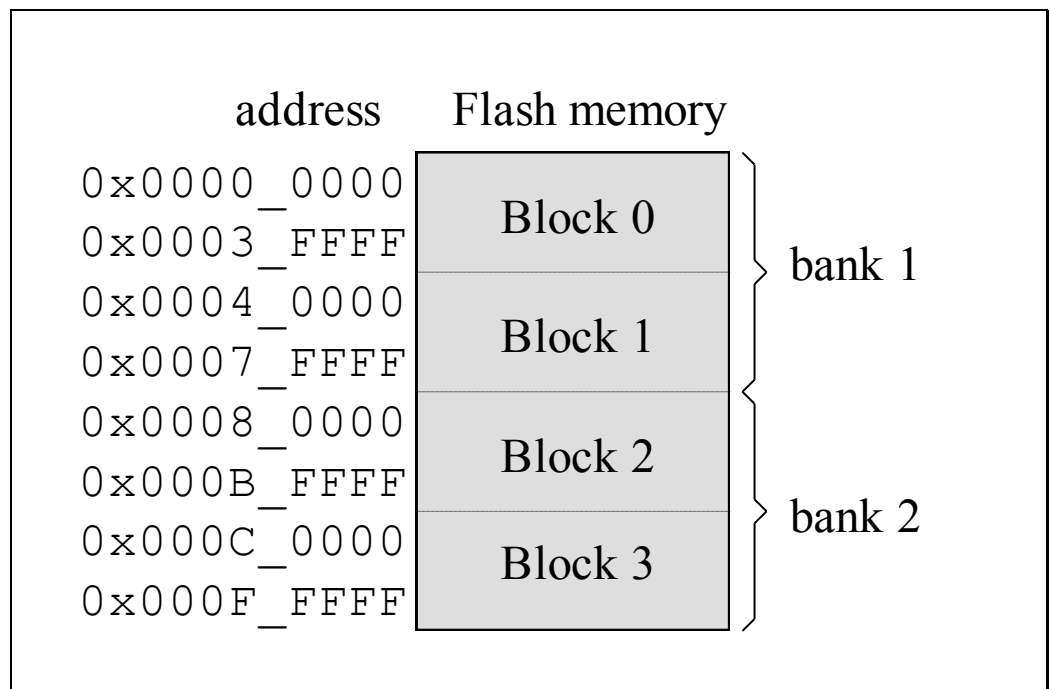 address Flash memory
0x0000_0000
Block 0
0x0003_FFFF
bank 1
0x0004_0000
Block 1
0x0007_FFFF
0x0008_0000
Block 2
0x000B_FFFF
bank 2
0x000C_0000
Block 3
0x000F_FFFF